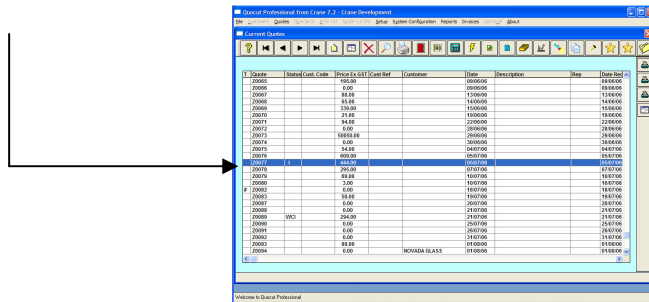 Quocut Professional from Crane 7.2 - Crane Development
File Customers Quotes Setup System Configuration Reports Invoices About
Current Quotes
T Quote Status Cust. Code Price Ex GST Cust Ref Customer Date Description Rep Date Req
Z0065 195.00 09/06/06 09/06/06
Z0066 0.00 09/06/06 09/06/06
Z0067 88.00 13/06/06 13/06/06
Z0068 65.00 14/06/06 14/06/06
Z0069 339.00 15/06/06 15/06/06
Z0070 21.00 19/06/06 19/06/06
Z0071 94.00 22/06/06 22/06/06
Z0072 0.00 28/06/06 28/06/06
Z0073 50050.00 29/06/06 29/06/06
Z0074 0.00 30/06/06 30/06/06
Z0075 54.00 04/07/06 04/07/06
Z0076 609.00 05/07/06 05/07/06
Z0077 I 444.00 05/07/06 05/07/06
Z0078 295.00 07/07/06 07/07/06
Z0079 69.00 10/07/06 10/07/06
Z0080 3.00 10/07/06 10/07/06
# Z0082 0.00 18/07/06 18/07/06
Z0083 50.00 19/07/06 19/07/06
Z0087 0.00 20/07/06 20/07/06
Z0088 0.00 21/07/06 21/07/06
Z0089 WCI 294.00 21/07/06 21/07/06
Z0090 0.00 25/07/06 25/07/06
Z0091 0.00 26/07/06 26/07/06
Z0092 0.00 31/07/06 31/07/06
Z0093 89.00 01/08/06 01/08/06
Z0094 0.00 NOVADA GLASS 01/08/06 01/08/06
Welcome to Quocut Professional